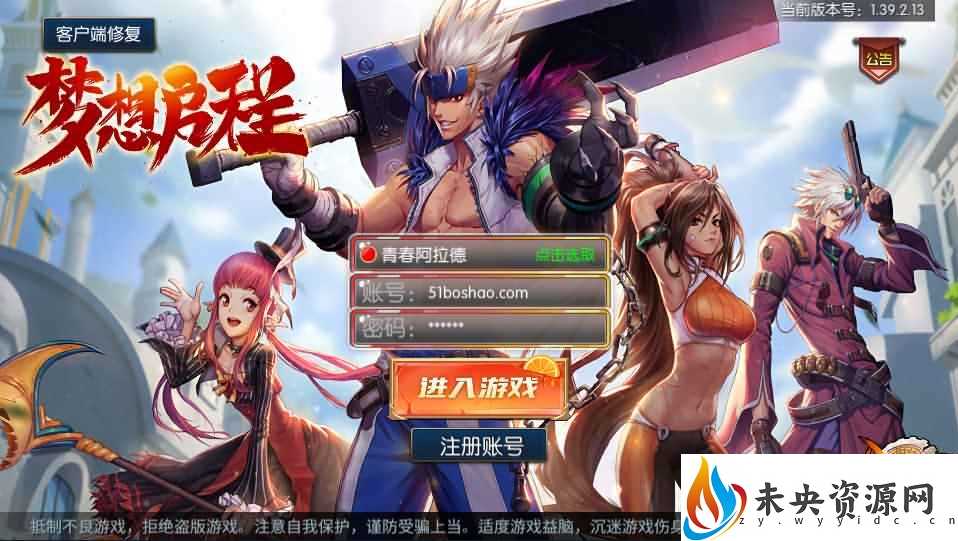 客户端修复
当前版本号：1.39.2.13
公告
梦想启程
青春阿拉德 点击选取
账号： 51boshao.com
密码： ******
进入游戏
注册账号
抵制不良游戏，拒绝盗版游戏。注意自我保护，谨防受骗上当。适度游戏益脑，沉迷游戏伤身
未央资源网
zy.wyyidc.cn